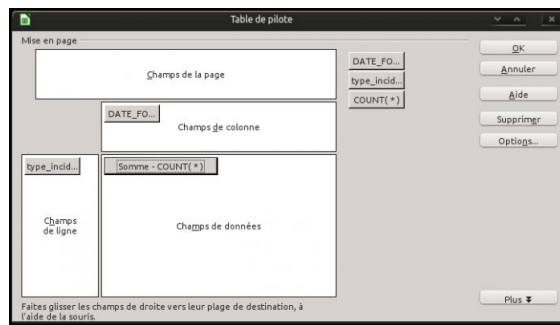 Table de pilote
Mise en page
Champs de la page
DATE_FO...
type_incid...
COUNT(*)
DATE_FO...
Champs de colonne
type_incid...
Champs
de ligne
Somme - COUNT(*)
Champs de données
OK
Annuler
Aide
Supprimer
Options...
Plus
Faites glisser les champs de droite vers leur plage de destination, à
l'aide de la souris.